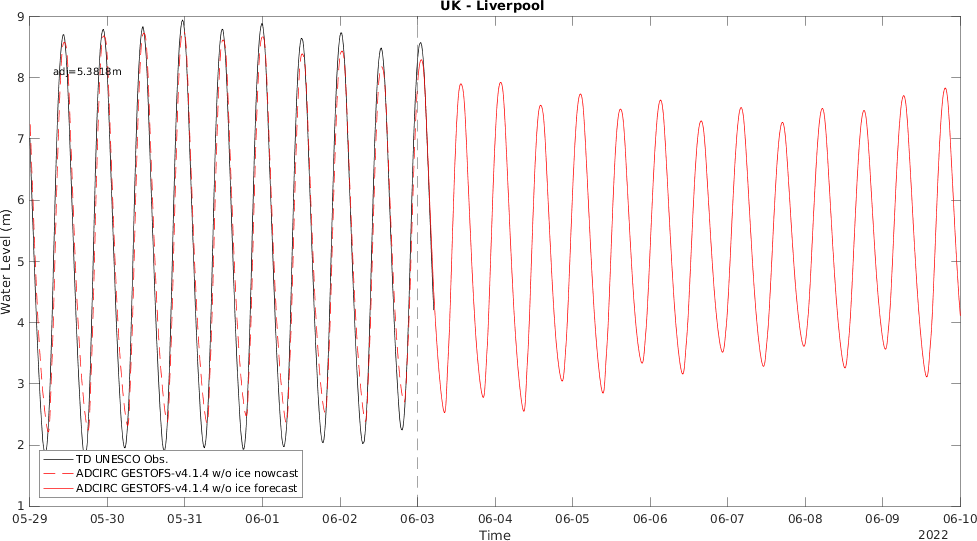 UK - Liverpool
adj=5.3818m
Water Level (m)
9
8
7
6
5
4
3
2
1
TD UNESCO Obs.
ADCIRC GESTOFS-v4.1.4 w/o ice nowcast
ADCIRC GESTOFS-v4.1.4 w/o ice forecast
05-29 05-30 05-31 06-01 06-02 06-03 06-04 06-05 06-06 06-07 06-08 06-09 06-10
Time
2022